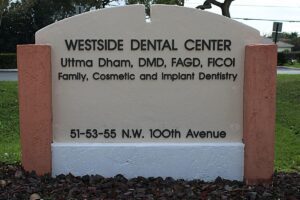 WESTSIDE DENTAL CENTER
Uttma Dham, DMD, FAGD, FICOI
Family, Cosmetic and Implant Dentistry
51-53-55 N.W. 100th Avenue